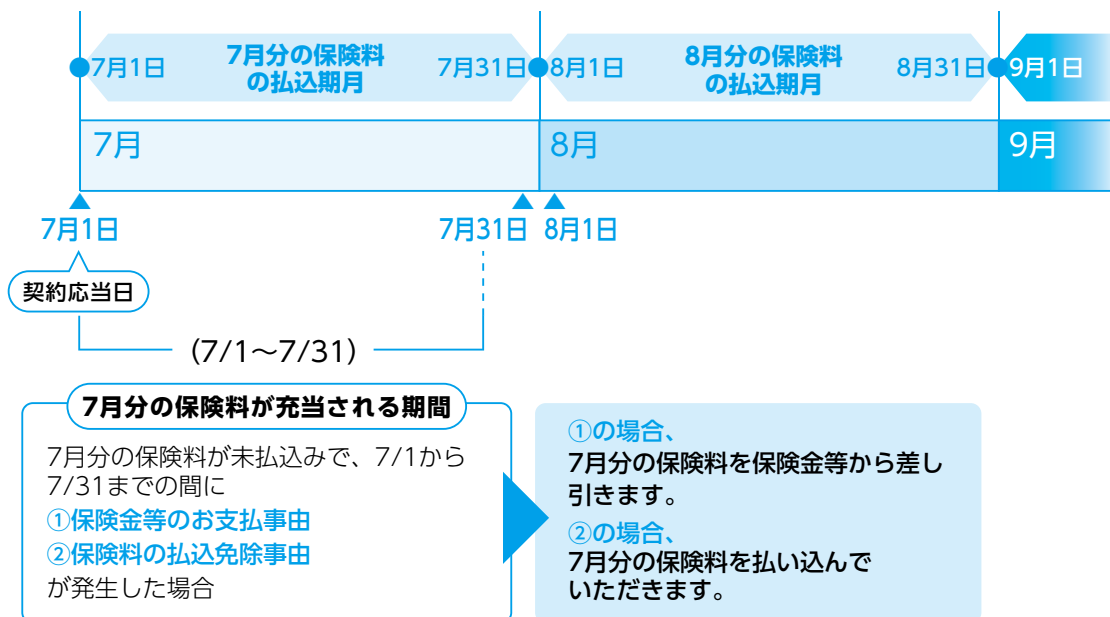 7月1日
7月分の保険料
の払込期月
7月31日
8月1日
8月分の保険料
の払込期月
8月31日
9月1日
7月
8月
9月
7月1日
7月31日
8月1日
契約応当日
(7/1～7/31)
7月分の保険料が充当される期間
7月分の保険料が未払込みで、7/1から
7/31までの間に
①保険金等のお支払事由
②保険料の払込免除事由
が発生した場合
①の場合、
7月分の保険料を保険金等から差し
引きます。
②の場合、
7月分の保険料を払い込んで
いただきます。